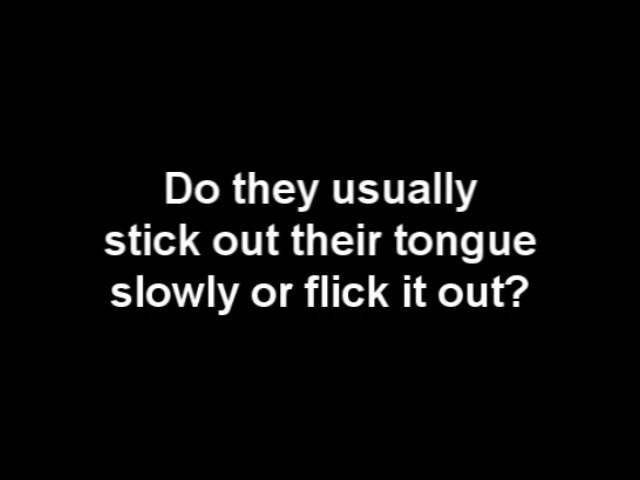 Do they usually
stick out their tongue
slowly or flick it out?